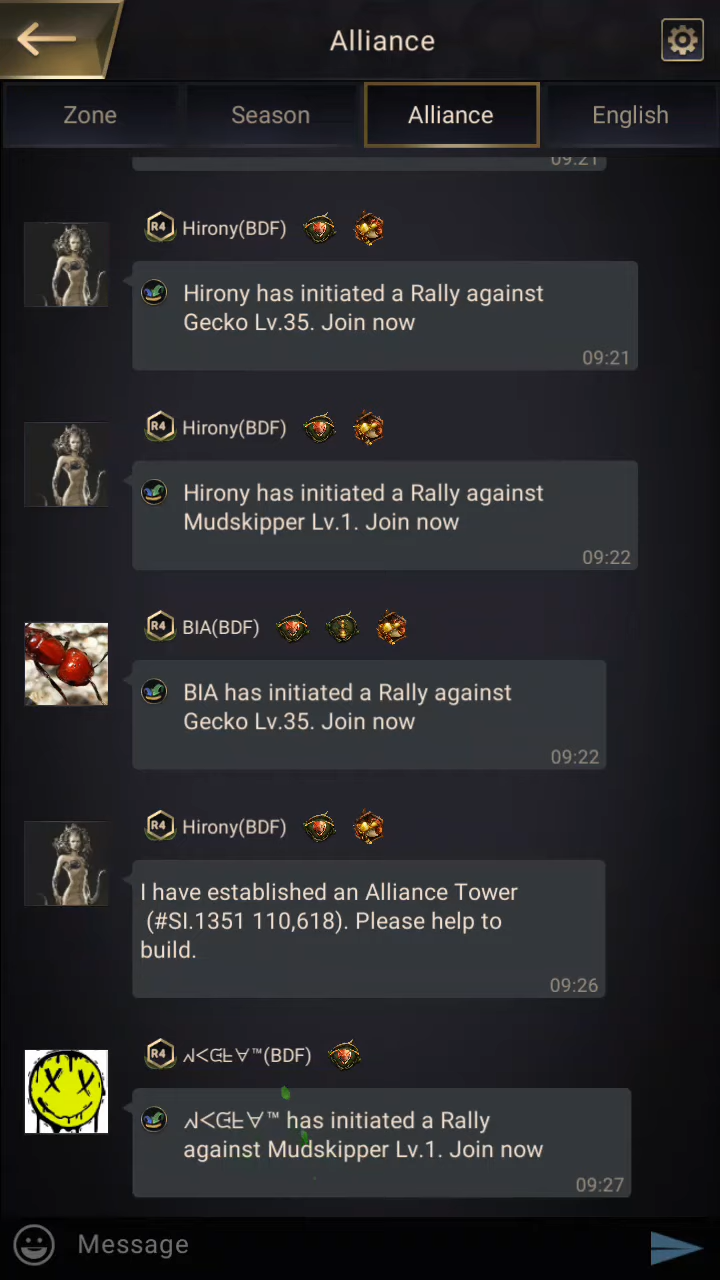 Alliance
Zone
Season
Alliance
English
09:21
R4 Hirony(BDF)
Hirony has initiated a Rally against
Gecko Lv.35. Join now
09:21
R4 Hirony(BDF)
Hirony has initiated a Rally against
Mudskipper Lv.1. Join now
09:22
R4 BIA(BDF)
BIA has initiated a Rally against
Gecko Lv.35. Join now
09:22
R4 Hirony(BDF)
I have established an Alliance Tower
(#SI.1351 110,618). Please help to
build.
09:26
R4 ™(BDF)
™ has initiated a Rally
against Mudskipper Lv.1. Join now
09:27
Message